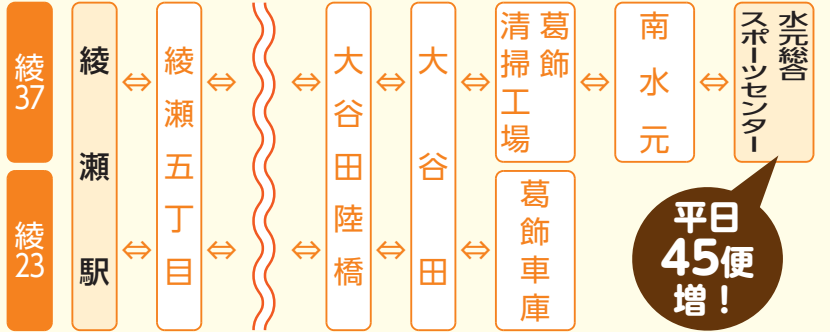 綾37
綾23
綾瀬駅
⇔
⇔
綾瀬五丁目
⇔
⇔
⇔
⇔
大谷田陸橋
⇔
⇔
大谷田
⇔
⇔
葛飾
清掃工場
葛飾車庫
⇔
南水元
⇔
水元総合
スポーツセンター
平日
45便
増！